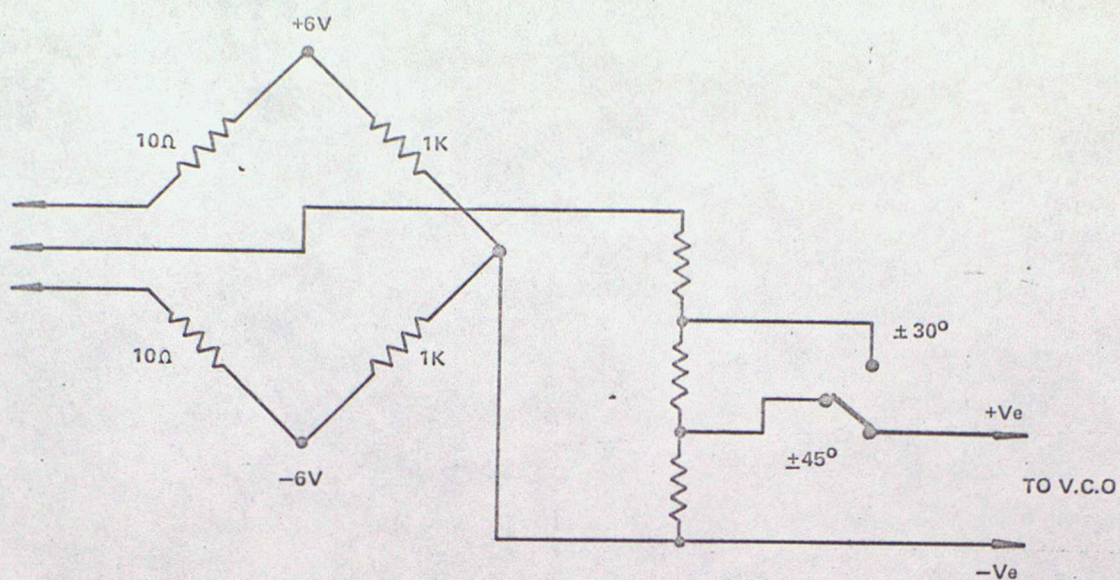 +6V
10Ω
1K
10Ω
1K
−6V
±30°
±45°
+Ve
TO V.C.O
−Ve